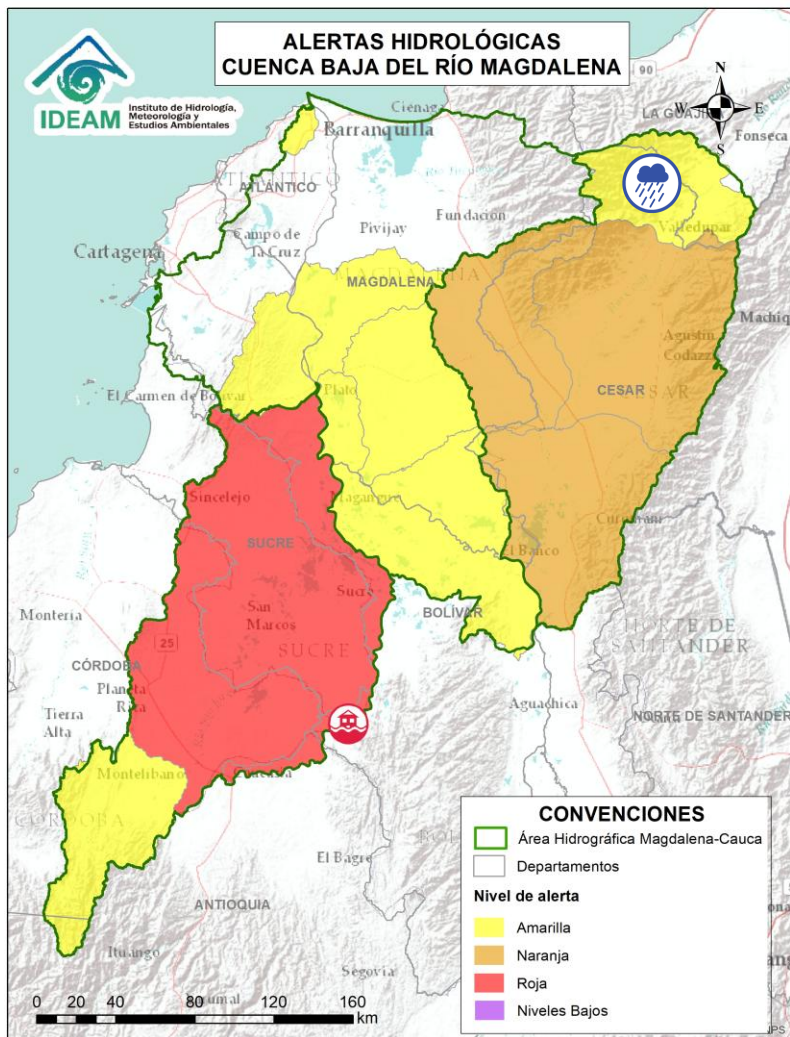 ALERTAS HIDROLÓGICAS
CUENCA BAJA DEL RÍO MAGDALENA
IDEAM
Instituto de Hidrología,
Meteorología y
Estudios Ambientales
N
W
E
S
90
Ciénaga
LA GUAJIRA
Fonseca
Barranquilla
ATLÁNTICO
Valledupar
Fundación
Pivijay
Campo de
La Cruz
Cartagena
MAGDALENA
Machiq
Agustín
Codazzi
CESAR
CESAR
El Carmen de Bolívar
Plato
Sincelejo
Magangué
Curumaní
El Banco
SUCRE
Sucre
BOLÍVAR
Montería
San
Marcos
SUCRE
NORTE DE
SANTANDER
CÓRDOBA
25
Planeta
Rica
Tierra
Alta
Aguachica
NORTE DE SANTANDER
Montelíbano
El Bagre
ANTIOQUIA
Ituango
Segovia
CONVENCIONES
Área Hidrográfica Magdalena-Cauca
Departamentos
Nivel de alerta
Amarilla
Naranja
Roja
Niveles Bajos
0 20 40 80 120 160
km